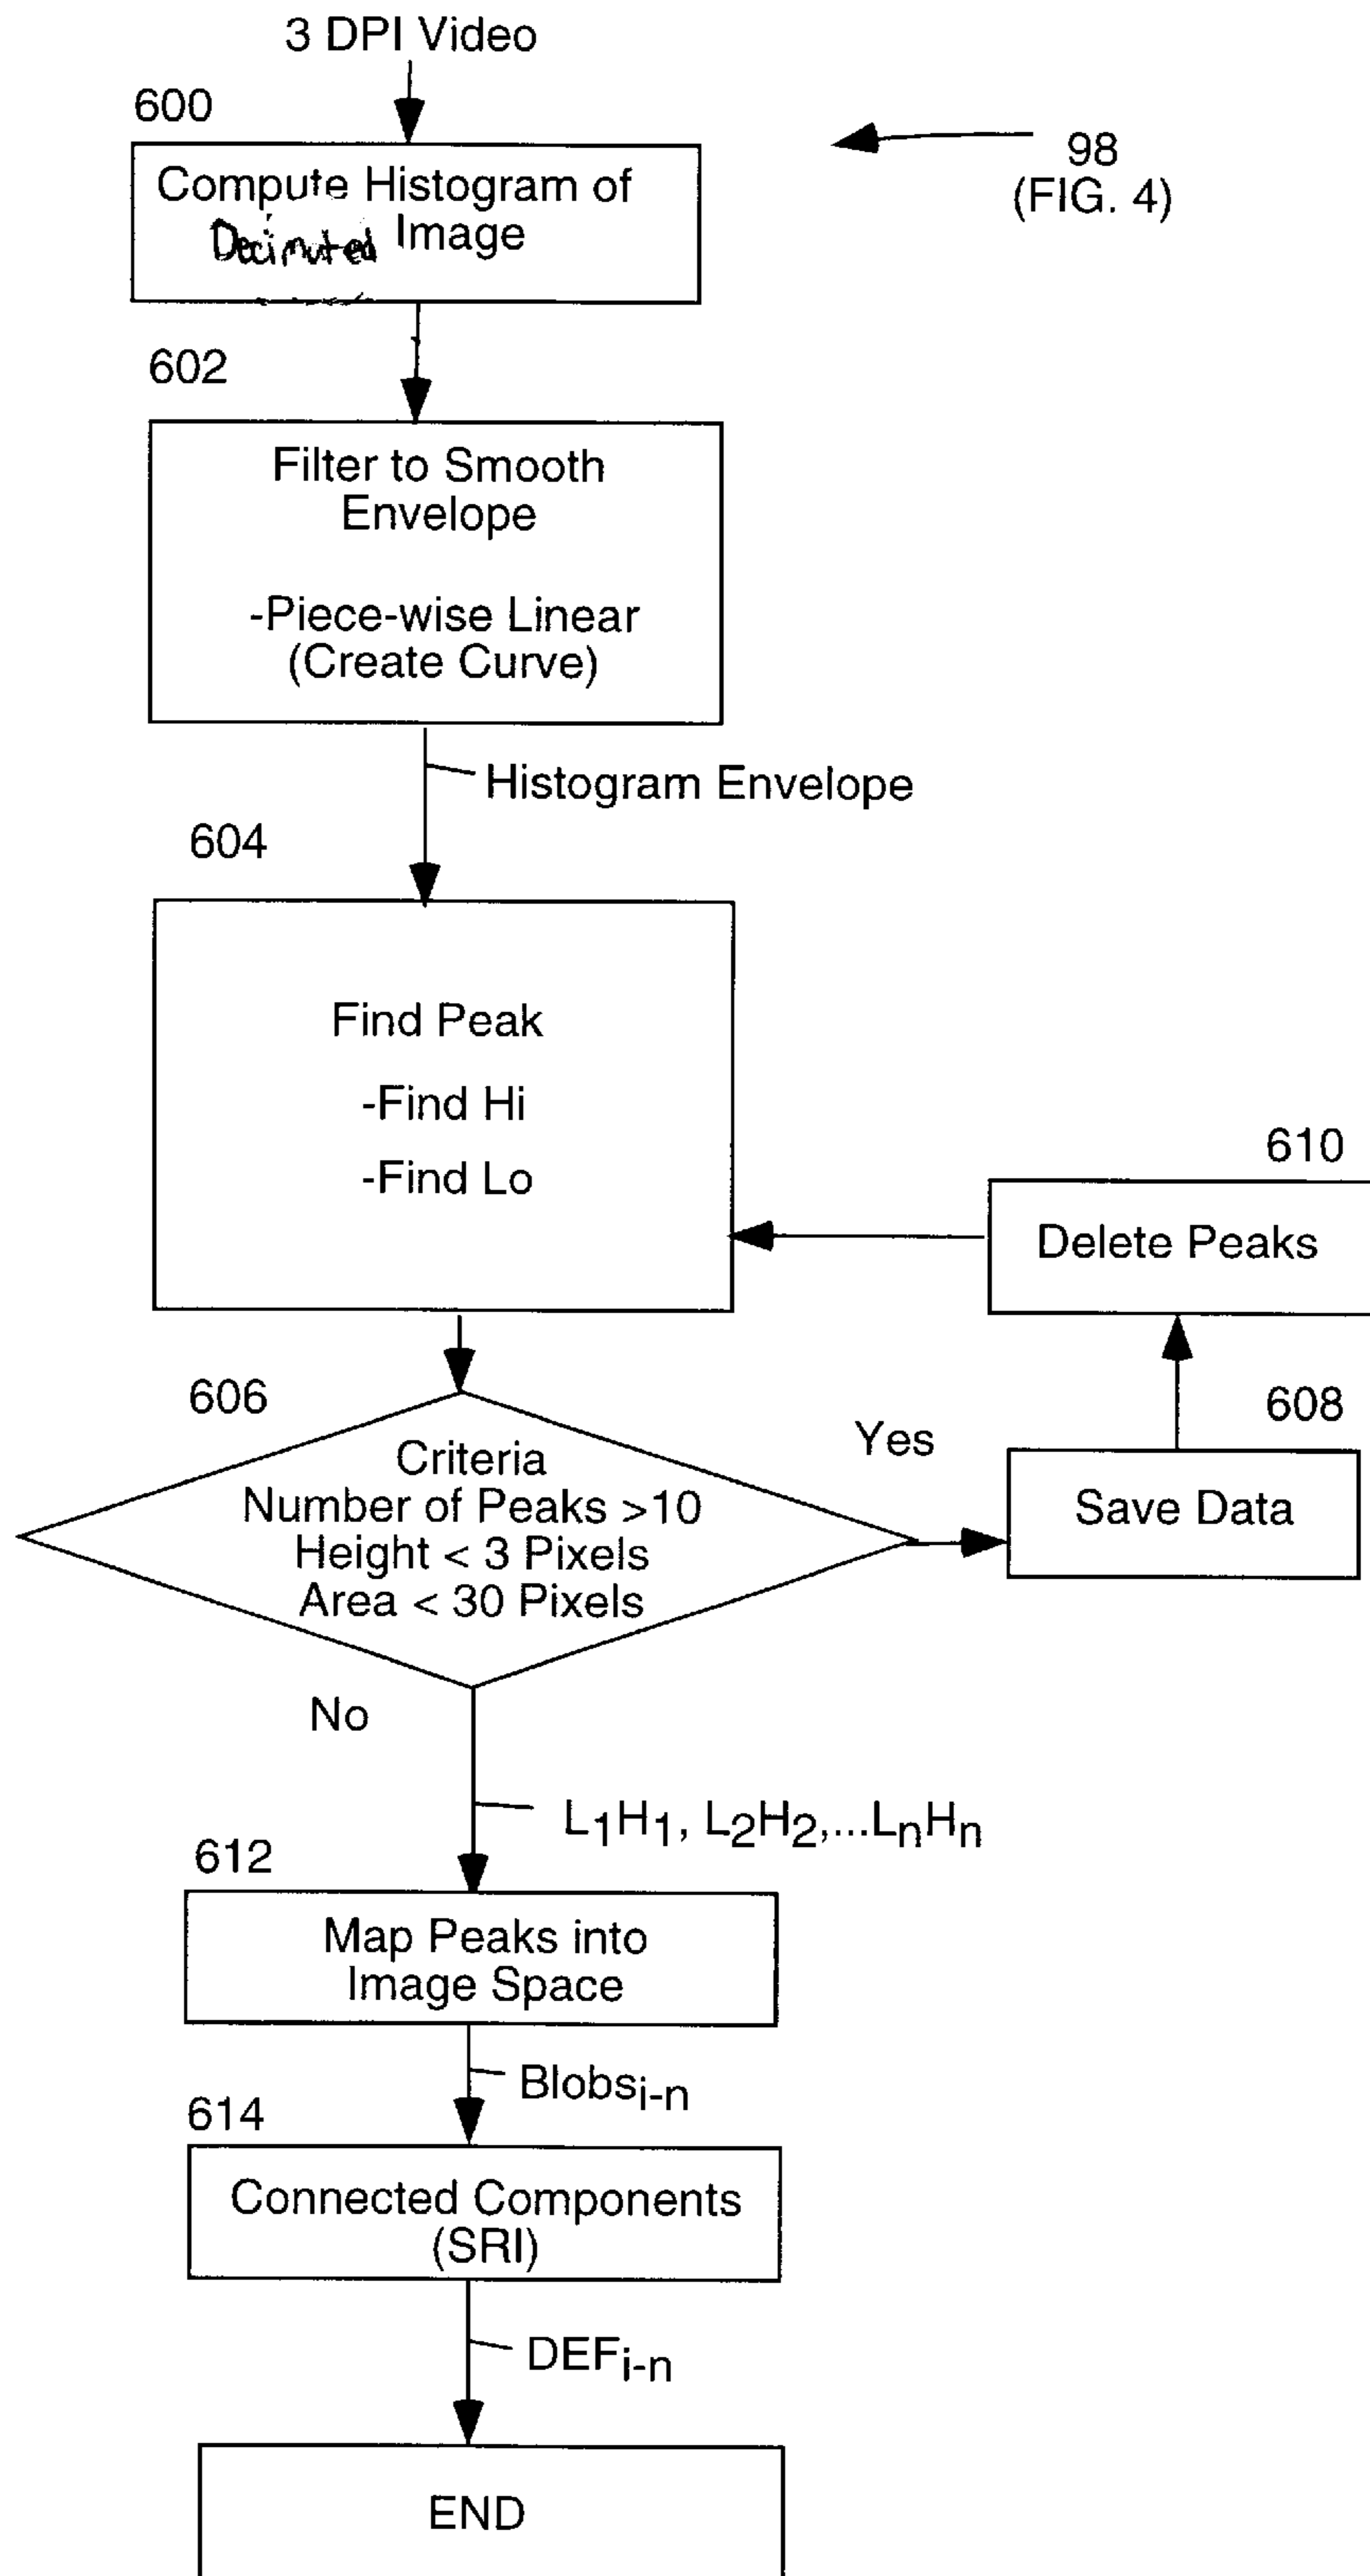 3 DPI Video
600
98
(FIG. 4)
Compute Histogram of
Decimated Image
602
Filter to Smooth
Envelope
-Piece-wise Linear
(Create Curve)
Histogram Envelope
604
Find Peak
-Find Hi
-Find Lo
610
Delete Peaks
606
608
Yes
Criteria
Number of Peaks >10
Height < 3 Pixels
Area < 30 Pixels
Save Data
No
L₁H₁, L₂H₂,...LₙHₙ
612
Map Peaks into
Image Space
Blobsi-n
614
Connected Components
(SRI)
DEFi-n
END